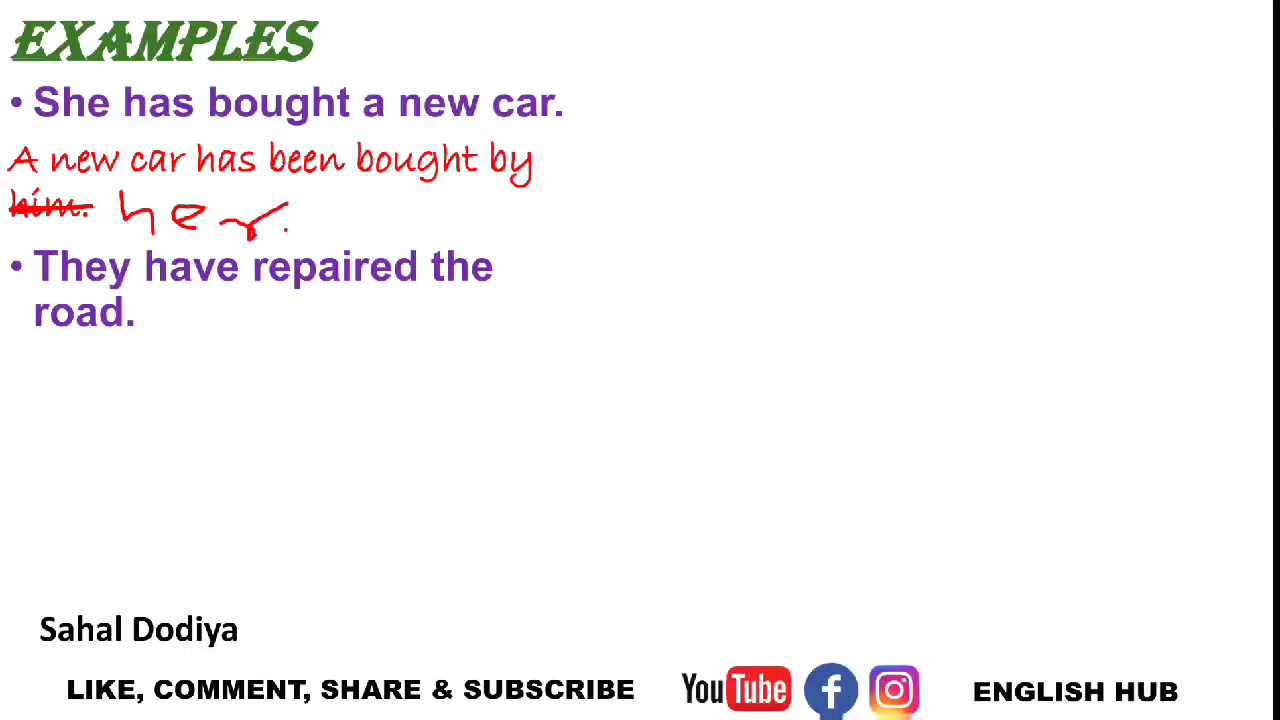 EXAMPLES
• She has bought a new car.
A new car has been bought by
him. her.
• They have repaired the
road.
Sahal Dodiya
LIKE, COMMENT, SHARE & SUBSCRIBE YouTube f ENGLISH HUB